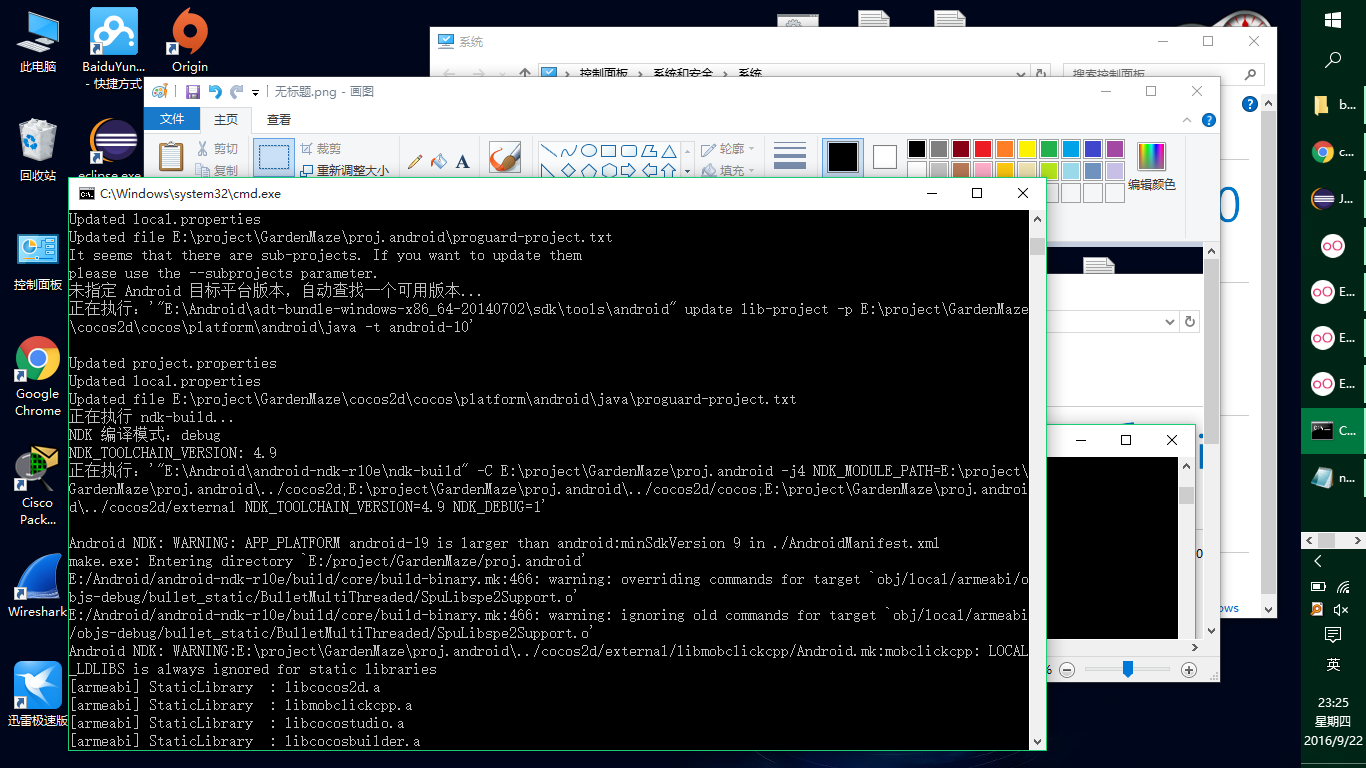 此电脑
BaiduYun...
- 快捷方式
Origin
回收站
eclipse.exe
控制面板
Google
Chrome
Cisco
Pack...
Wireshark
迅雷极速版
系统
控制面板
系统和安全
系统
搜索控制面板
无标题.png - 画图
文件
主页
查看
剪切
复制
裁剪
重新调整大小
A
轮廓
填充
编辑颜色
C:\Windows\system32\cmd.exe
Updated local.properties
Updated file E:\project\GardenMaze\proj.android\proguard-project.txt
It seems that there are sub-projects. If you want to update them
please use the --subprojects parameter.
未指定 Android 目标平台版本，自动查找一个可用版本...
正在执行：'"E:\Android\adt-bundle-windows-x86_64-20140702\sdk\tools\android" update lib-project -p E:\project\GardenMaze
\cocos2d\cocos\platform\android\java -t android-10'
Updated project.properties
Updated local.properties
Updated file E:\project\GardenMaze\cocos2d\cocos\platform\android\java\proguard-project.txt
正在执行 ndk-build...
NDK 编译模式：debug
NDK_TOOLCHAIN_VERSION: 4.9
正在执行：'"E:\Android\android-ndk-r10e\ndk-build" -C E:\project\GardenMaze\proj.android -j4 NDK_MODULE_PATH=E:\project\
GardenMaze\proj.android\../cocos2d;E:\project\GardenMaze\proj.android\../cocos2d/cocos;E:\project\GardenMaze\proj.androi
d\../cocos2d/external NDK_TOOLCHAIN_VERSION=4.9 NDK_DEBUG=1'
Android NDK: WARNING: APP_PLATFORM android-19 is larger than android:minSdkVersion 9 in ./AndroidManifest.xml
make.exe: Entering directory `E:/project/GardenMaze/proj.android'
E:/Android/android-ndk-r10e/build/core/build-binary.mk:466: warning: overriding commands for target `obj/local/armeabi/o
bjs-debug/bullet_static/BulletMultiThreaded/SpuLibspe2Support.o'
E:/Android/android-ndk-r10e/build/core/build-binary.mk:466: warning: ignoring old commands for target `obj/local/armeabi
/objs-debug/bullet_static/BulletMultiThreaded/SpuLibspe2Support.o'
Android NDK: WARNING:E:\project\GardenMaze\proj.android\../cocos2d/external/libmobclickcpp/Android.mk:mobclickcpp: LOCAL
_LDLIBS is always ignored for static libraries
[armeabi] StaticLibrary  : libcocos2d.a
[armeabi] StaticLibrary  : libmobclickcpp.a
[armeabi] StaticLibrary  : libcocostudio.a
[armeabi] StaticLibrary  : libcocosbuilder.a
0
0
%
ows
b...
c...
J...
E...
E...
E...
C...
n...
英
23:25
星期四
2016/9/22